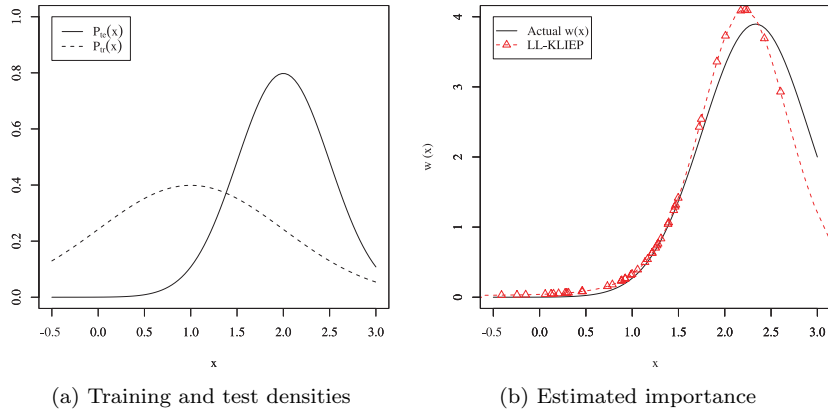 P_te(x)
P_tr(x)
1.0
0.8
0.6
0.4
0.2
0.0
-0.5 0.0 0.5 1.0 1.5 2.0 2.5 3.0
x
(a) Training and test densities
Actual w(x)
LL-KLIEP
4
3
2
1
0
w (x)
-0.5 0.0 0.5 1.0 1.5 2.0 2.5 3.0
x
(b) Estimated importance